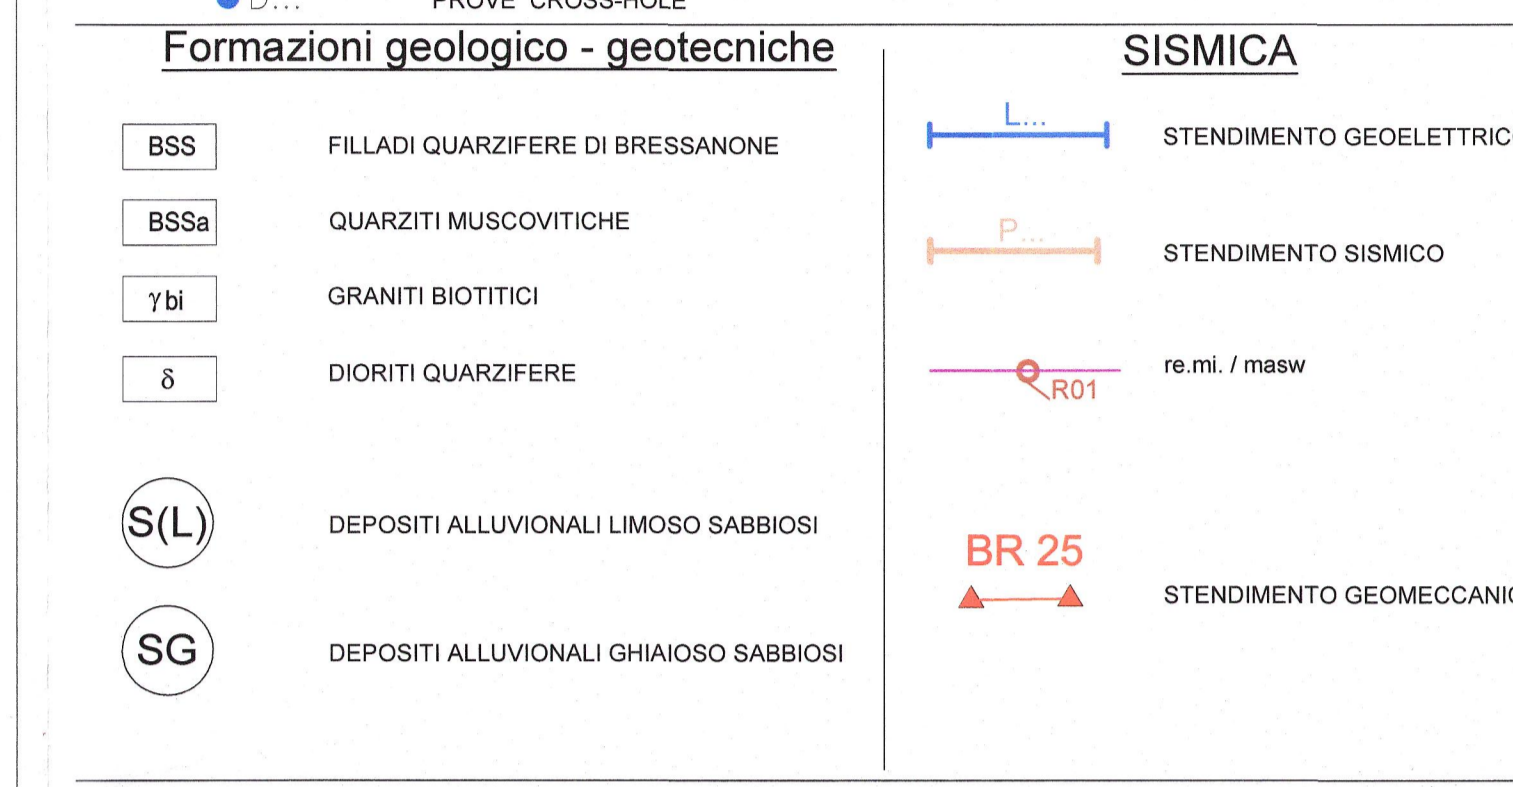 D...
PROVE CROSS-HOLE
Formazioni geologico - geotecniche
BSS
FILLADI QUARZIFERE DI BRESSANONE
BSSa
QUARZITI MUSCOVITICHE
γ bi
GRANITI BIOTITICI
δ
DIORITI QUARZIFERE
S(L)
DEPOSITI ALLUVIONALI LIMOSO SABBIOSI
SG
DEPOSITI ALLUVIONALI GHIAIOSO SABBIOSI
SISMICA
L...
STENDIMENTO GEOELETTRIC
P...
STENDIMENTO SISMICO
R01
re.mi. / masw
BR 25
STENDIMENTO GEOMECCANI